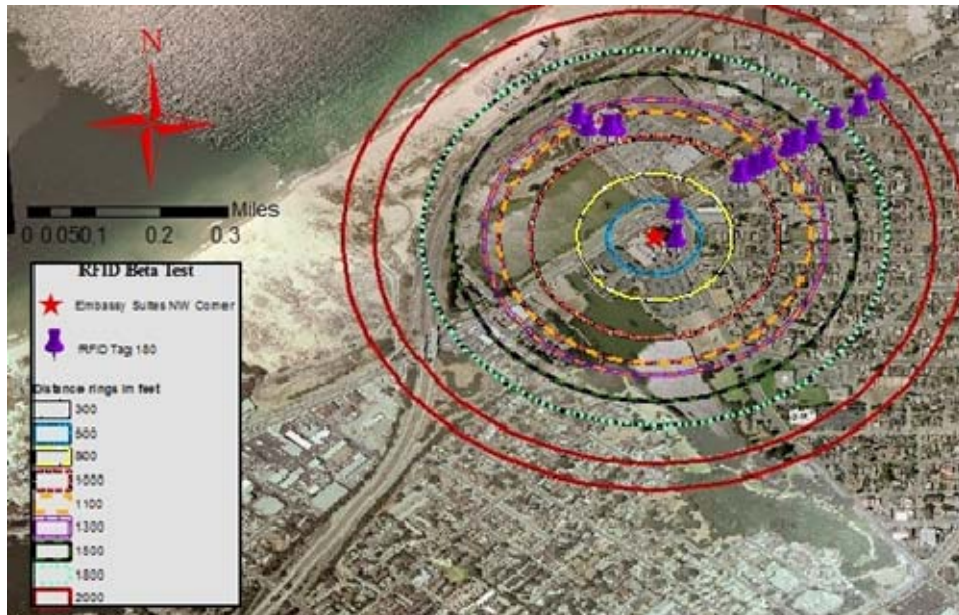 N
Miles
0 0.050.1 0.2 0.3
RFID Beta Test
Embassy Suites NW Corner
RFID Tag 180
Distance rings in feet
300
500
800
1000
1100
1300
1500
1800
2000